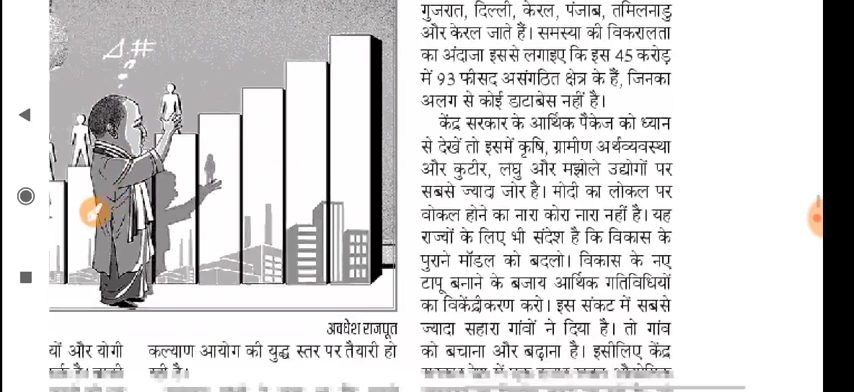 अवधेश राजपूत
यों और योगी
कल्याण आयोग की युद्ध स्तर पर तैयारी हो
रही है।
गुजरात, दिल्ली, केरल, पंजाब, तमिलनाडु
और केरल जाते हैं। समस्या की विकरालता
का अंदाजा इससे लगाइए कि इस 45 करोड़
में 93 फीसद असंगठित क्षेत्र के हैं, जिनका
अलग से कोई डाटाबेस नहीं है।
केंद्र सरकार के आर्थिक पैकेज को ध्यान
से देखें तो इसमें कृषि, ग्रामीण अर्थव्यवस्था
और कुटीर, लघु और मझोले उद्योगों पर
सबसे ज्यादा जोर है। मोदी का लोकल पर
वोकल होने का नारा कोरा नारा नहीं है। यह
राज्यों के लिए भी संदेश है कि विकास के
पुराने मॉडल को बदलो। विकास के नए
टापू बनाने के बजाय आर्थिक गतिविधियों
का विकेंद्रीकरण करो। इस संकट में सबसे
ज्यादा सहारा गांवों ने दिया है। तो गांव
को बचाना और बढ़ाना है। इसीलिए केंद्र